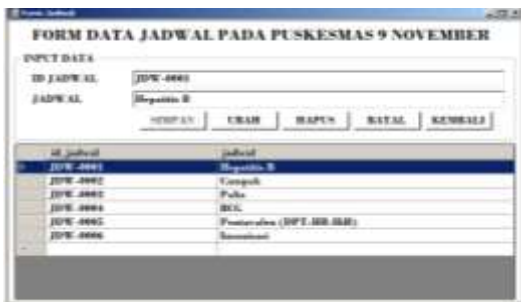 Form Jadwal
FORM DATA JADWAL PADA PUSKESMAS 9 NOVEMBER
INPUT DATA
ID JADWAL JDW-0001
JADWAL Hepatitis B
SIMPAN UBAH HAPUS BATAL KEMBALI
id_jadwal jadwal
JDW-0001 Hepatitis B
JDW-0002 Campak
JDW-0003 Polio
JDW-0004 BCG
JDW-0005 Pentavalen (DPT-HB-HiB)
JDW-0006